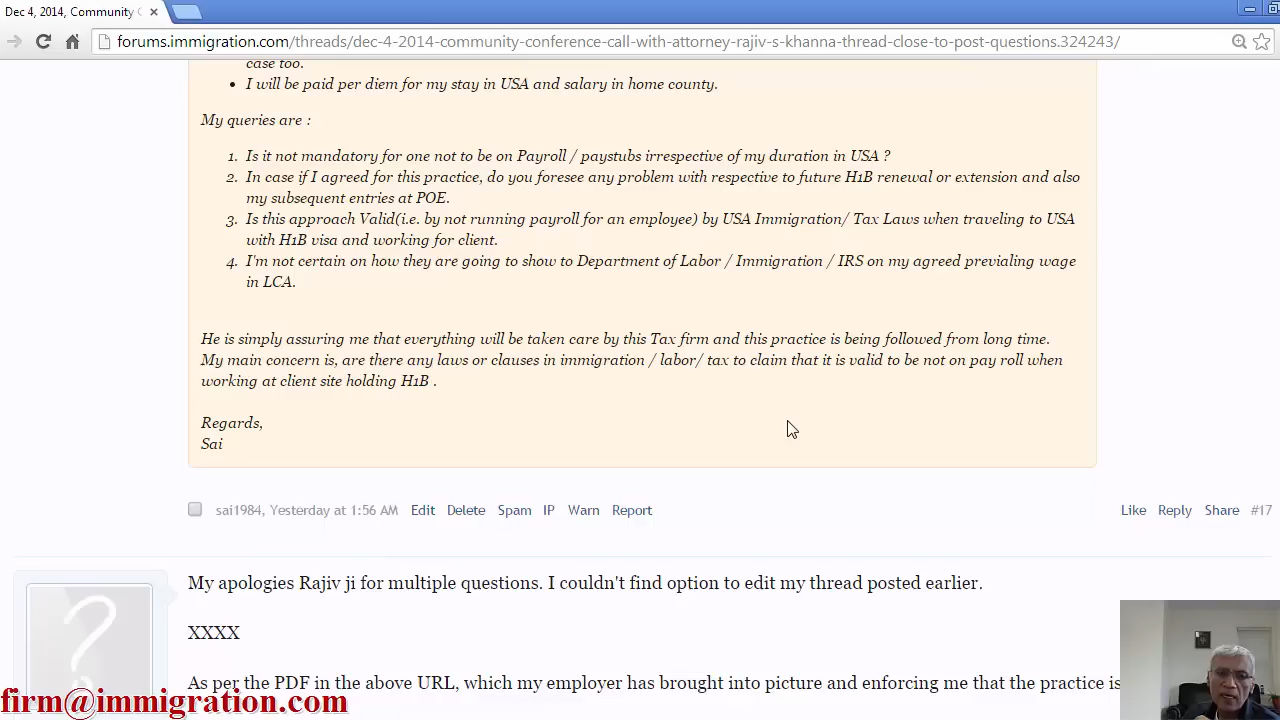 Dec 4, 2014, Community
forums.immigration.com/threads/dec-4-2014-community-conference-call-with-attorney-rajiv-s-khanna-thread-close-to-post-questions.324243/
case too.
• I will be paid per diem for my stay in USA and salary in home county.
My queries are :
1. Is it not mandatory for one not to be on Payroll / paystubs irrespective of my duration in USA ?
2. In case if I agreed for this practice, do you foresee any problem with respective to future H1B renewal or extension and also
my subsequent entries at POE.
3. Is this approach Valid(i.e. by not running payroll for an employee) by USA Immigration/ Tax Laws when traveling to USA
with H1B visa and working for client.
4. I'm not certain on how they are going to show to Department of Labor / Immigration / IRS on my agreed previaling wage
in LCA.
He is simply assuring me that everything will be taken care by this Tax firm and this practice is being followed from long time.
My main concern is, are there any laws or clauses in immigration / labor/ tax to claim that it is valid to be not on pay roll when
working at client site holding H1B .
Regards,
Sai
sai1984, Yesterday at 1:56 AM Edit Delete Spam IP Warn Report Like Reply Share #17
My apologies Rajiv ji for multiple questions. I couldn't find option to edit my thread posted earlier.
XXXX
As per the PDF in the above URL, which my employer has brought into picture and enforcing me that the practice is
firm@immigration.com